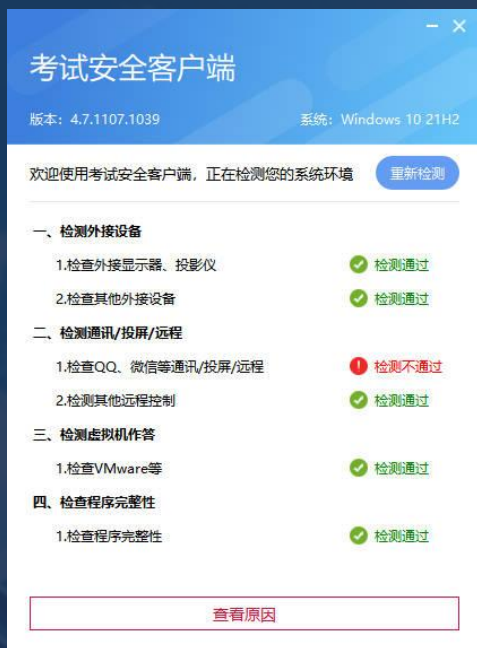 考试安全客户端
版本：4.7.1107.1039 系统：Windows 10 21H2
欢迎使用考试安全客户端，正在检测您的系统环境 重新检测
一、检测外接设备
1.检查外接显示器、投影仪 检测通过
2.检查其他外接设备 检测通过
二、检测通讯/投屏/远程
1.检查QQ、微信等通讯/投屏/远程 检测不通过
2.检测其他远程控制 检测通过
三、检测虚拟机作答
1.检查VMware等 检测通过
四、检查程序完整性
1.检查程序完整性 检测通过
查看原因